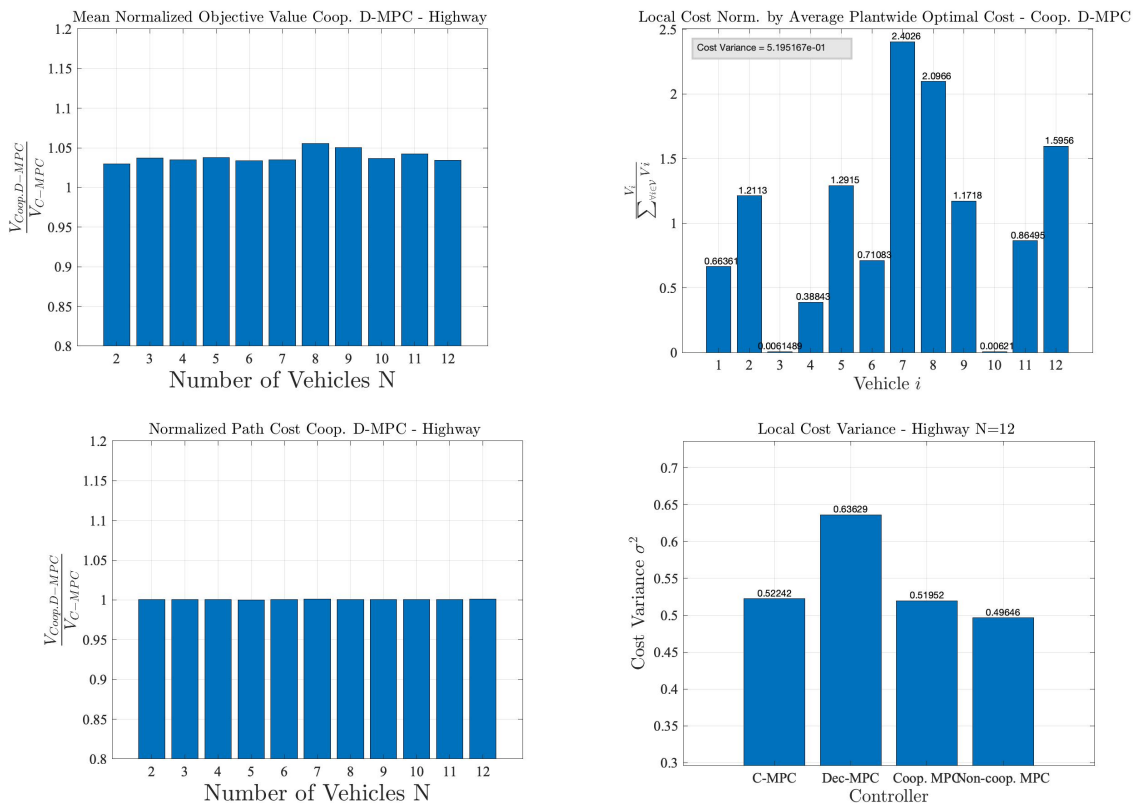 Mean Normalized Objective Value Coop. D-MPC - Highway
1.2
1.15
1.1
1.05
1
0.95
0.9
0.85
0.8
V_{Coop.D-MPC}
V_{C-MPC}
2 3 4 5 6 7 8 9 10 11 12
Number of Vehicles N
Local Cost Norm. by Average Plantwide Optimal Cost - Coop. D-MPC
Cost Variance = 5.195167e-01
2.5
2
1.5
1
0.5
0
V_i
∑_{∀i∈𝒱} V_i
0.66361
1.2113
0.0061489
0.38843
1.2915
0.71083
2.4026
2.0966
1.1718
0.00621
0.86495
1.5956
1 2 3 4 5 6 7 8 9 10 11 12
Vehicle i
Normalized Path Cost Coop. D-MPC - Highway
1.2
1.15
1.1
1.05
1
0.95
0.9
0.85
0.8
V_{Coop.D-MPC}
V_{C-MPC}
2 3 4 5 6 7 8 9 10 11 12
Number of Vehicles N
Local Cost Variance - Highway N=12
0.7
0.65
0.6
0.55
0.5
0.45
0.4
0.35
0.3
Cost Variance σ²
0.52242
0.63629
0.51952
0.49646
C-MPC Dec-MPC Coop. MPC Non-coop. MPC
Controller